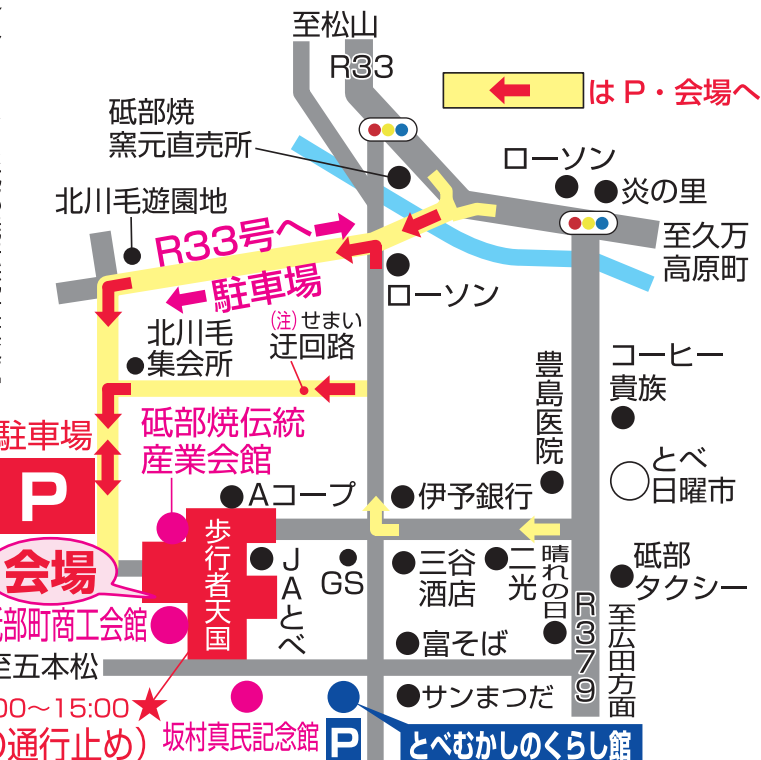 至松山
R33
は P・会場へ
砥部焼
窯元直売所
ローソン
炎の里
北川毛遊園地
R33号へ
至久万
高原町
駐車場
ローソン
(注)せまい
迂回路
北川毛
集会所
豊島医院
コーヒー
貴族
砥部焼伝統
産業会館
駐車場
P
とべ
日曜市
Aコープ
伊予銀行
歩行者天国
会場
JAとべ
GS
三谷
酒店
二光
晴れの日
砥部
タクシー
R379
至広田方面
部町商工会館
富そば
至五本松
00～15:00
サンまつだ
の通行止め）
坂村真民記念館
P
とべむかしのくらし館